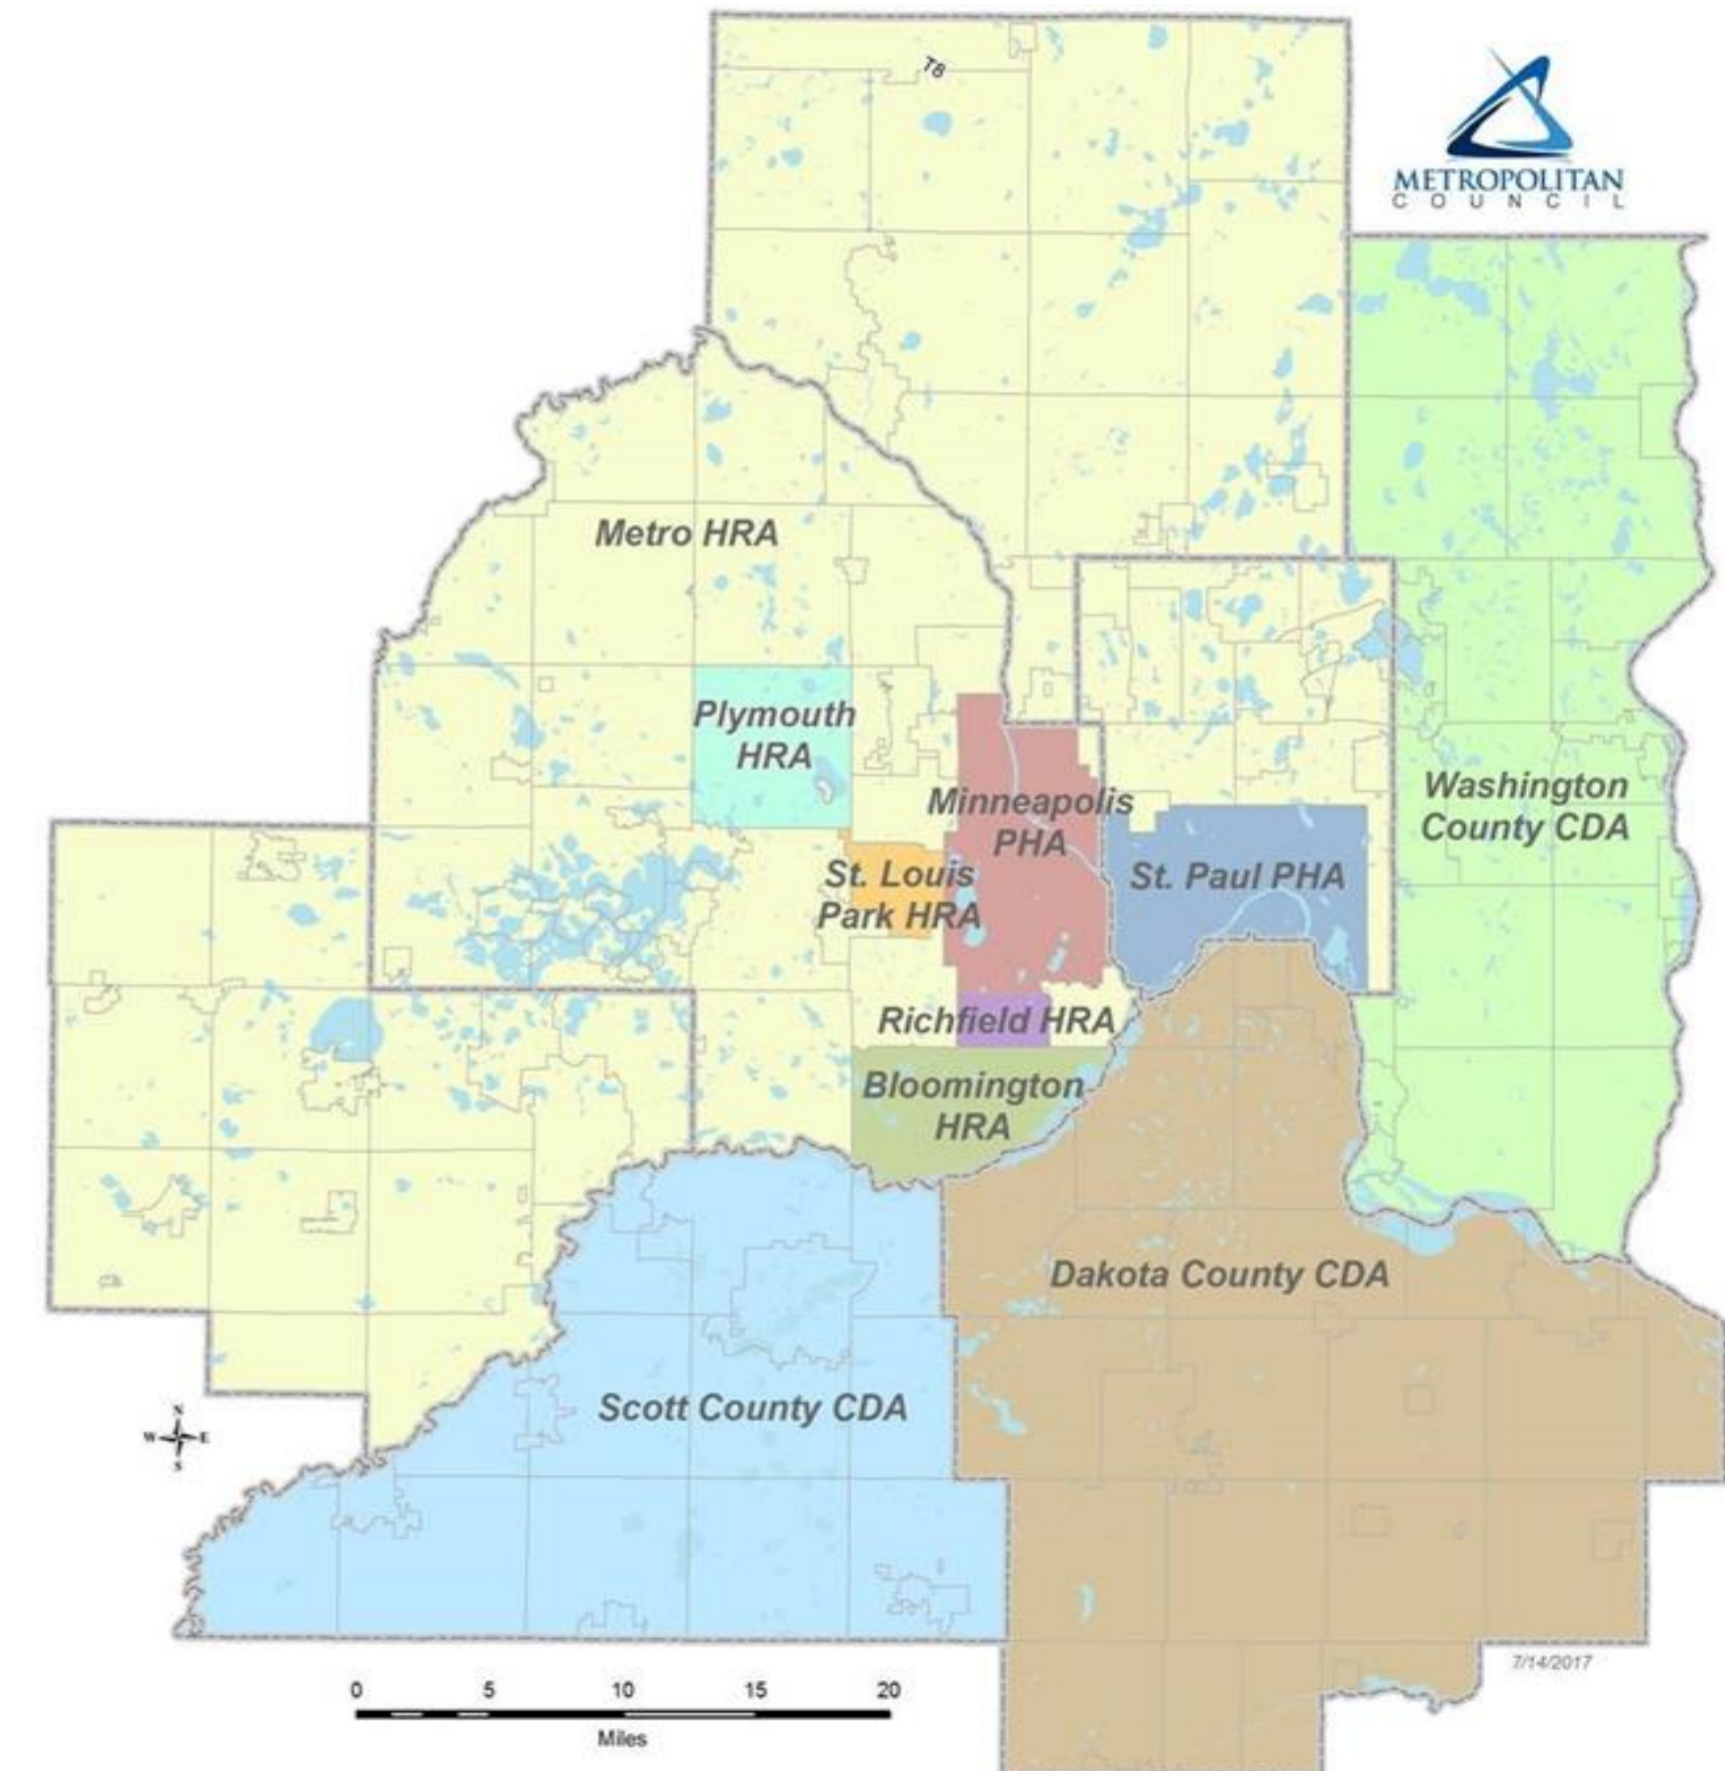 T8
METROPOLITAN
COUNCIL
Metro HRA
Plymouth
HRA
Minneapolis
PHA
Washington
County CDA
St. Louis
Park HRA
St. Paul PHA
Richfield HRA
Bloomington
HRA
Dakota County CDA
Scott County CDA
N
W E
S
7/14/2017
0 5 10 15 20
Miles